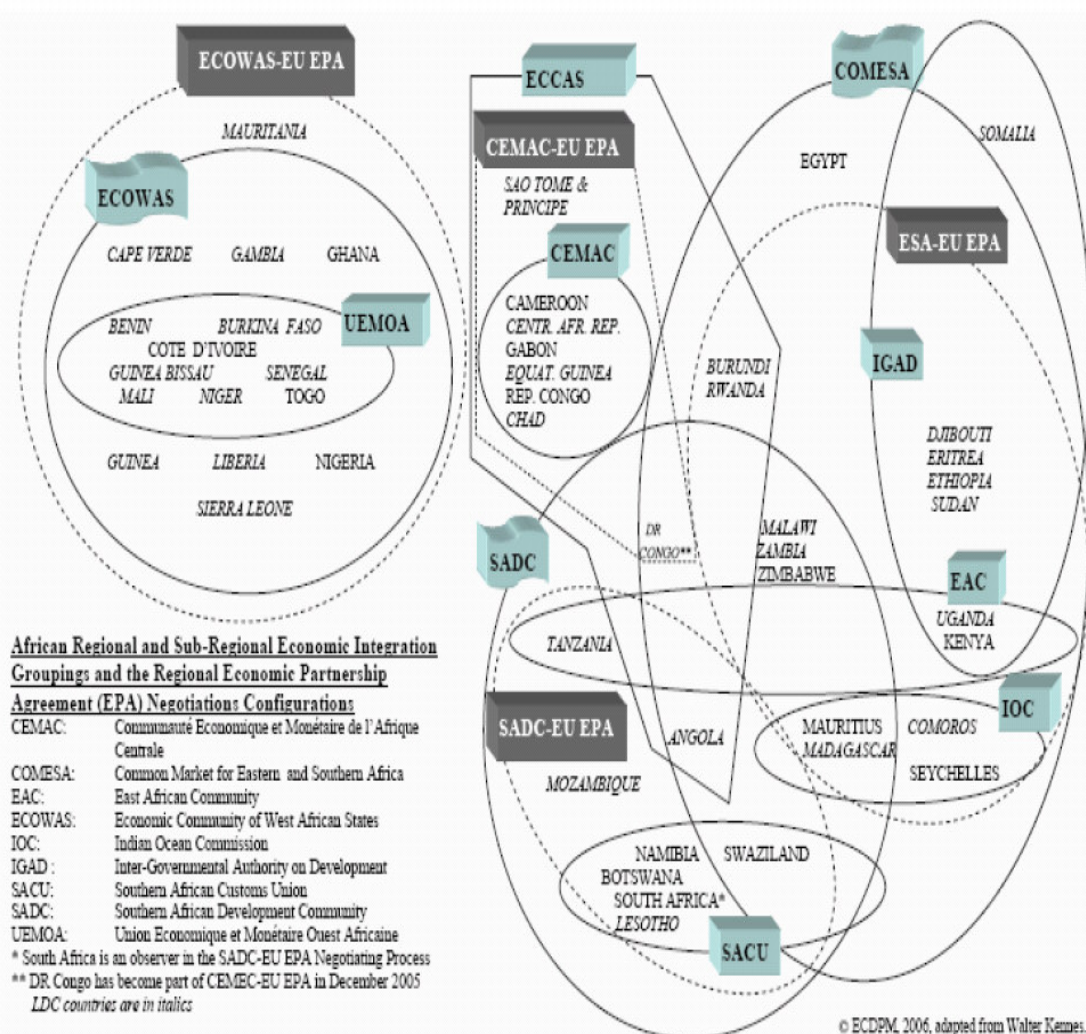 ECOWAS-EU EPA
MAURITANIA
ECOWAS
CAPE VERDE GAMBIA GHANA
UEMOA
BENIN BURKINA FASO
COTE D'IVOIRE
GUINEA BISSAU SENEGAL
MALI NIGER TOGO
GUINEA LIBERIA NIGERIA
SIERRA LEONE
ECCAS
CEMAC-EU EPA
SAO TOME &
PRINCIPE
CEMAC
CAMEROON
CENTR. AFR. REP.
GABON
EQUAT. GUINEA
REP. CONGO
CHAD
COMESA
SOMALIA
EGYPT
ESA-EU EPA
IGAD
BURUNDI
RWANDA
DJIBOUTI
ERITREA
ETHIOPIA
SUDAN
DR
CONGO**
MALAWI
ZAMBIA
ZIMBABWE
SADC
EAC
UGANDA
KENYA
TANZANIA
SADC-EU EPA
ANGOLA
MOZAMBIQUE
IOC
MAURITIUS COMOROS
MADAGASCAR
SEYCHELLES
NAMIBIA SWAZILAND
BOTSWANA
SOUTH AFRICA*
LESOTHO
SACU
African Regional and Sub-Regional Economic Integration
Groupings and the Regional Economic Partnership
Agreement (EPA) Negotiations Configurations
CEMAC: Communauté Economique et Monétaire de l'Afrique
Centrale
COMESA: Common Market for Eastern and Southern Africa
EAC: East African Community
ECOWAS: Economic Community of West African States
IOC: Indian Ocean Commission
IGAD : Inter-Governmental Authority on Development
SACU: Southern African Customs Union
SADC: Southern African Development Community
UEMOA: Union Economique et Monétaire Ouest Africaine
* South Africa is an observer in the SADC-EU EPA Negotiating Process
** DR Congo has become part of CEMEC-EU EPA in December 2005
LDC countries are in italics
© ECDPM, 2006, adapted from Walter Kennes